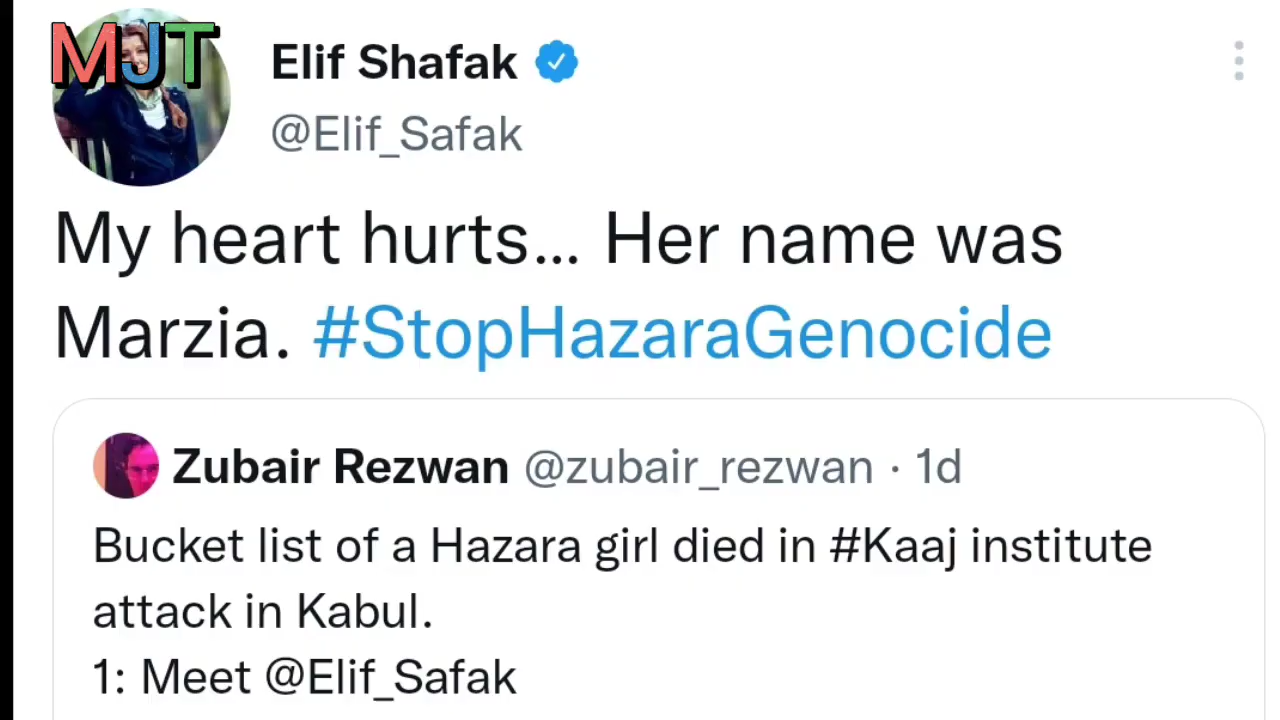 MJT
Elif Shafak
@Elif_Safak
My heart hurts... Her name was
Marzia. #StopHazaraGenocide
Zubair Rezwan @zubair_rezwan · 1d
Bucket list of a Hazara girl died in #Kaaj institute
attack in Kabul.
1: Meet @Elif_Safak